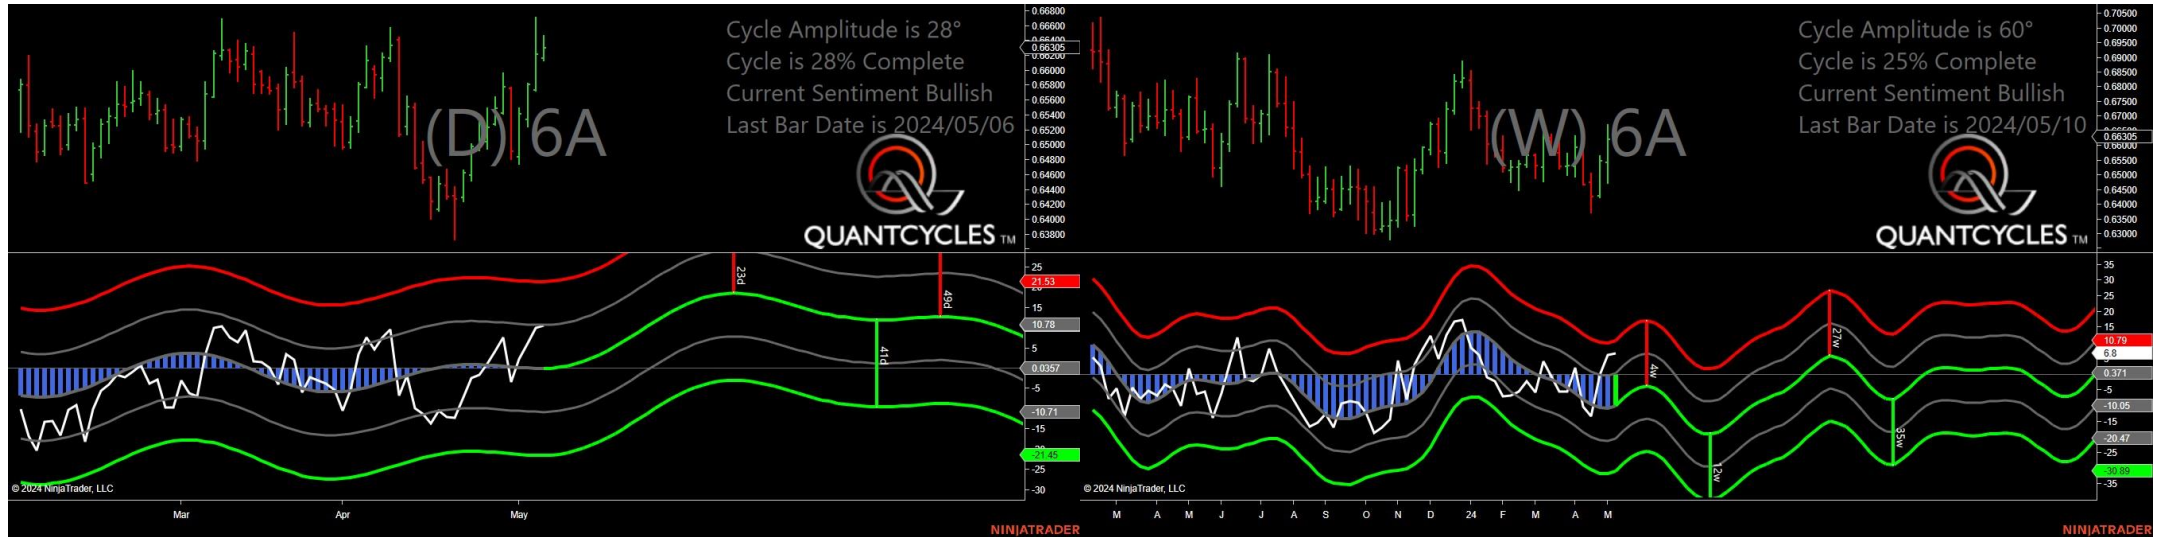 Cycle Amplitude is 28°
Cycle is 28% Complete
Current Sentiment Bullish
Last Bar Date is 2024/05/06
(D) 6A
QUANTCYCLES TM
0.66800
0.66600
0.66305
0.66200
0.66000
0.65800
0.65600
0.65400
0.65200
0.65000
0.64800
0.64600
0.64400
0.64200
0.64000
0.63800
25
21.53
15
10.78
5
0.0357
-5
-10.71
-15
-21.45
-25
-30
23d
41d
49d
© 2024 NinjaTrader, LLC
Mar Apr May
NINJATRADER
Cycle Amplitude is 60°
Cycle is 25% Complete
Current Sentiment Bullish
Last Bar Date is 2024/05/10
(W) 6A
QUANTCYCLES TM
0.70500
0.70000
0.69500
0.69000
0.68500
0.68000
0.67500
0.67000
0.66305
0.66000
0.65500
0.65000
0.64500
0.64000
0.63500
0.63000
35
30
25
20
15
10.79
6.8
0.371
-5
-10.05
-15
-20.47
-25
-30.89
-35
4w
12w
27w
35w
© 2024 NinjaTrader, LLC
M A M J J A S O N D 24 F M A M
NINJATRADER